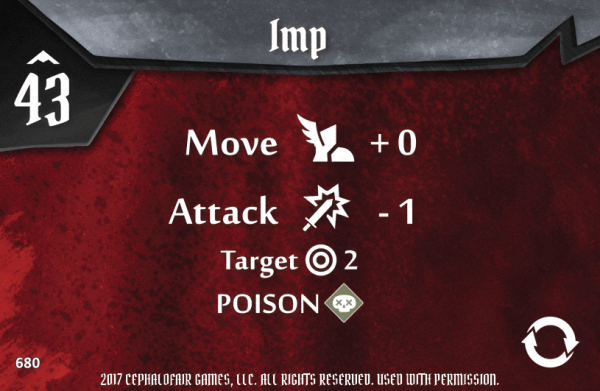 Imp
43
Move + 0
Attack - 1
Target 2
POISON
680
2017 CEPHALOFAIR GAMES, LLC. ALL RIGHTS RESERVED. USED WITH PERMISSION.